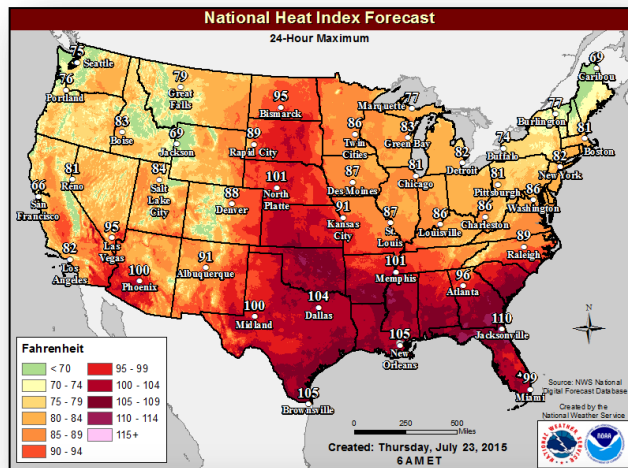 National Heat Index Forecast
24-Hour Maximum
75
Seattle
76
Portland
79
Great
Falls
95
Bismarck
77
Marquette
69
Caribou
77
Burlington
83
Boise
69
Jackson
89
Rapid City
86
Twin
Cities
83
Green Bay
82
Detroit
74
Buffalo
81
Boston
82
New York
66
San
Francisco
81
Reno
84
Salt
Lake
City
88
Denver
101
North
Platte
87
Des Moines
81
Chicago
81
Pittsburgh
86
Washington
95
Las
Vegas
91
Kansas
City
87
St.
Louis
86
Louisville
86
Charleston
89
Raleigh
82
Los
Angeles
100
Phoenix
91
Albuquerque
101
Memphis
96
Atlanta
100
Midland
104
Dallas
110
Jacksonville
105
New
Orleans
105
Brownsville
99
Miami
N
Fahrenheit
< 70
70 - 74
75 - 79
80 - 84
85 - 89
90 - 94
95 - 99
100 - 104
105 - 109
110 - 114
115+
0 250 500
Miles
Created: Thursday, July 23, 2015
6 AM ET
Source: NWS National
Digital Forecast Database
Created by the
National Weather Service
NATIONAL WEATHER SERVICE
NOAA